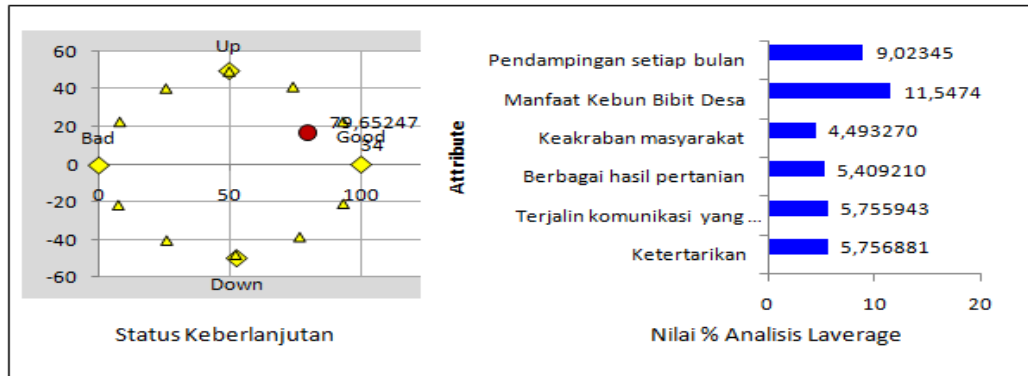 60
Up
40
20
79,65247
75
Bad
Good
54
0
0
50
100
-20
-40
-60
Down
Status Keberlanjutan
Attribute
Pendampingan setiap bulan
9,02345
Manfaat Kebun Bibit Desa
11,5474
Keakraban masyarakat
4,493270
Berbagai hasil pertanian
5,409210
Terjalin komunikasi yang ...
5,755943
Ketertarikan
5,756881
0
10
20
Nilai % Analisis Laverage